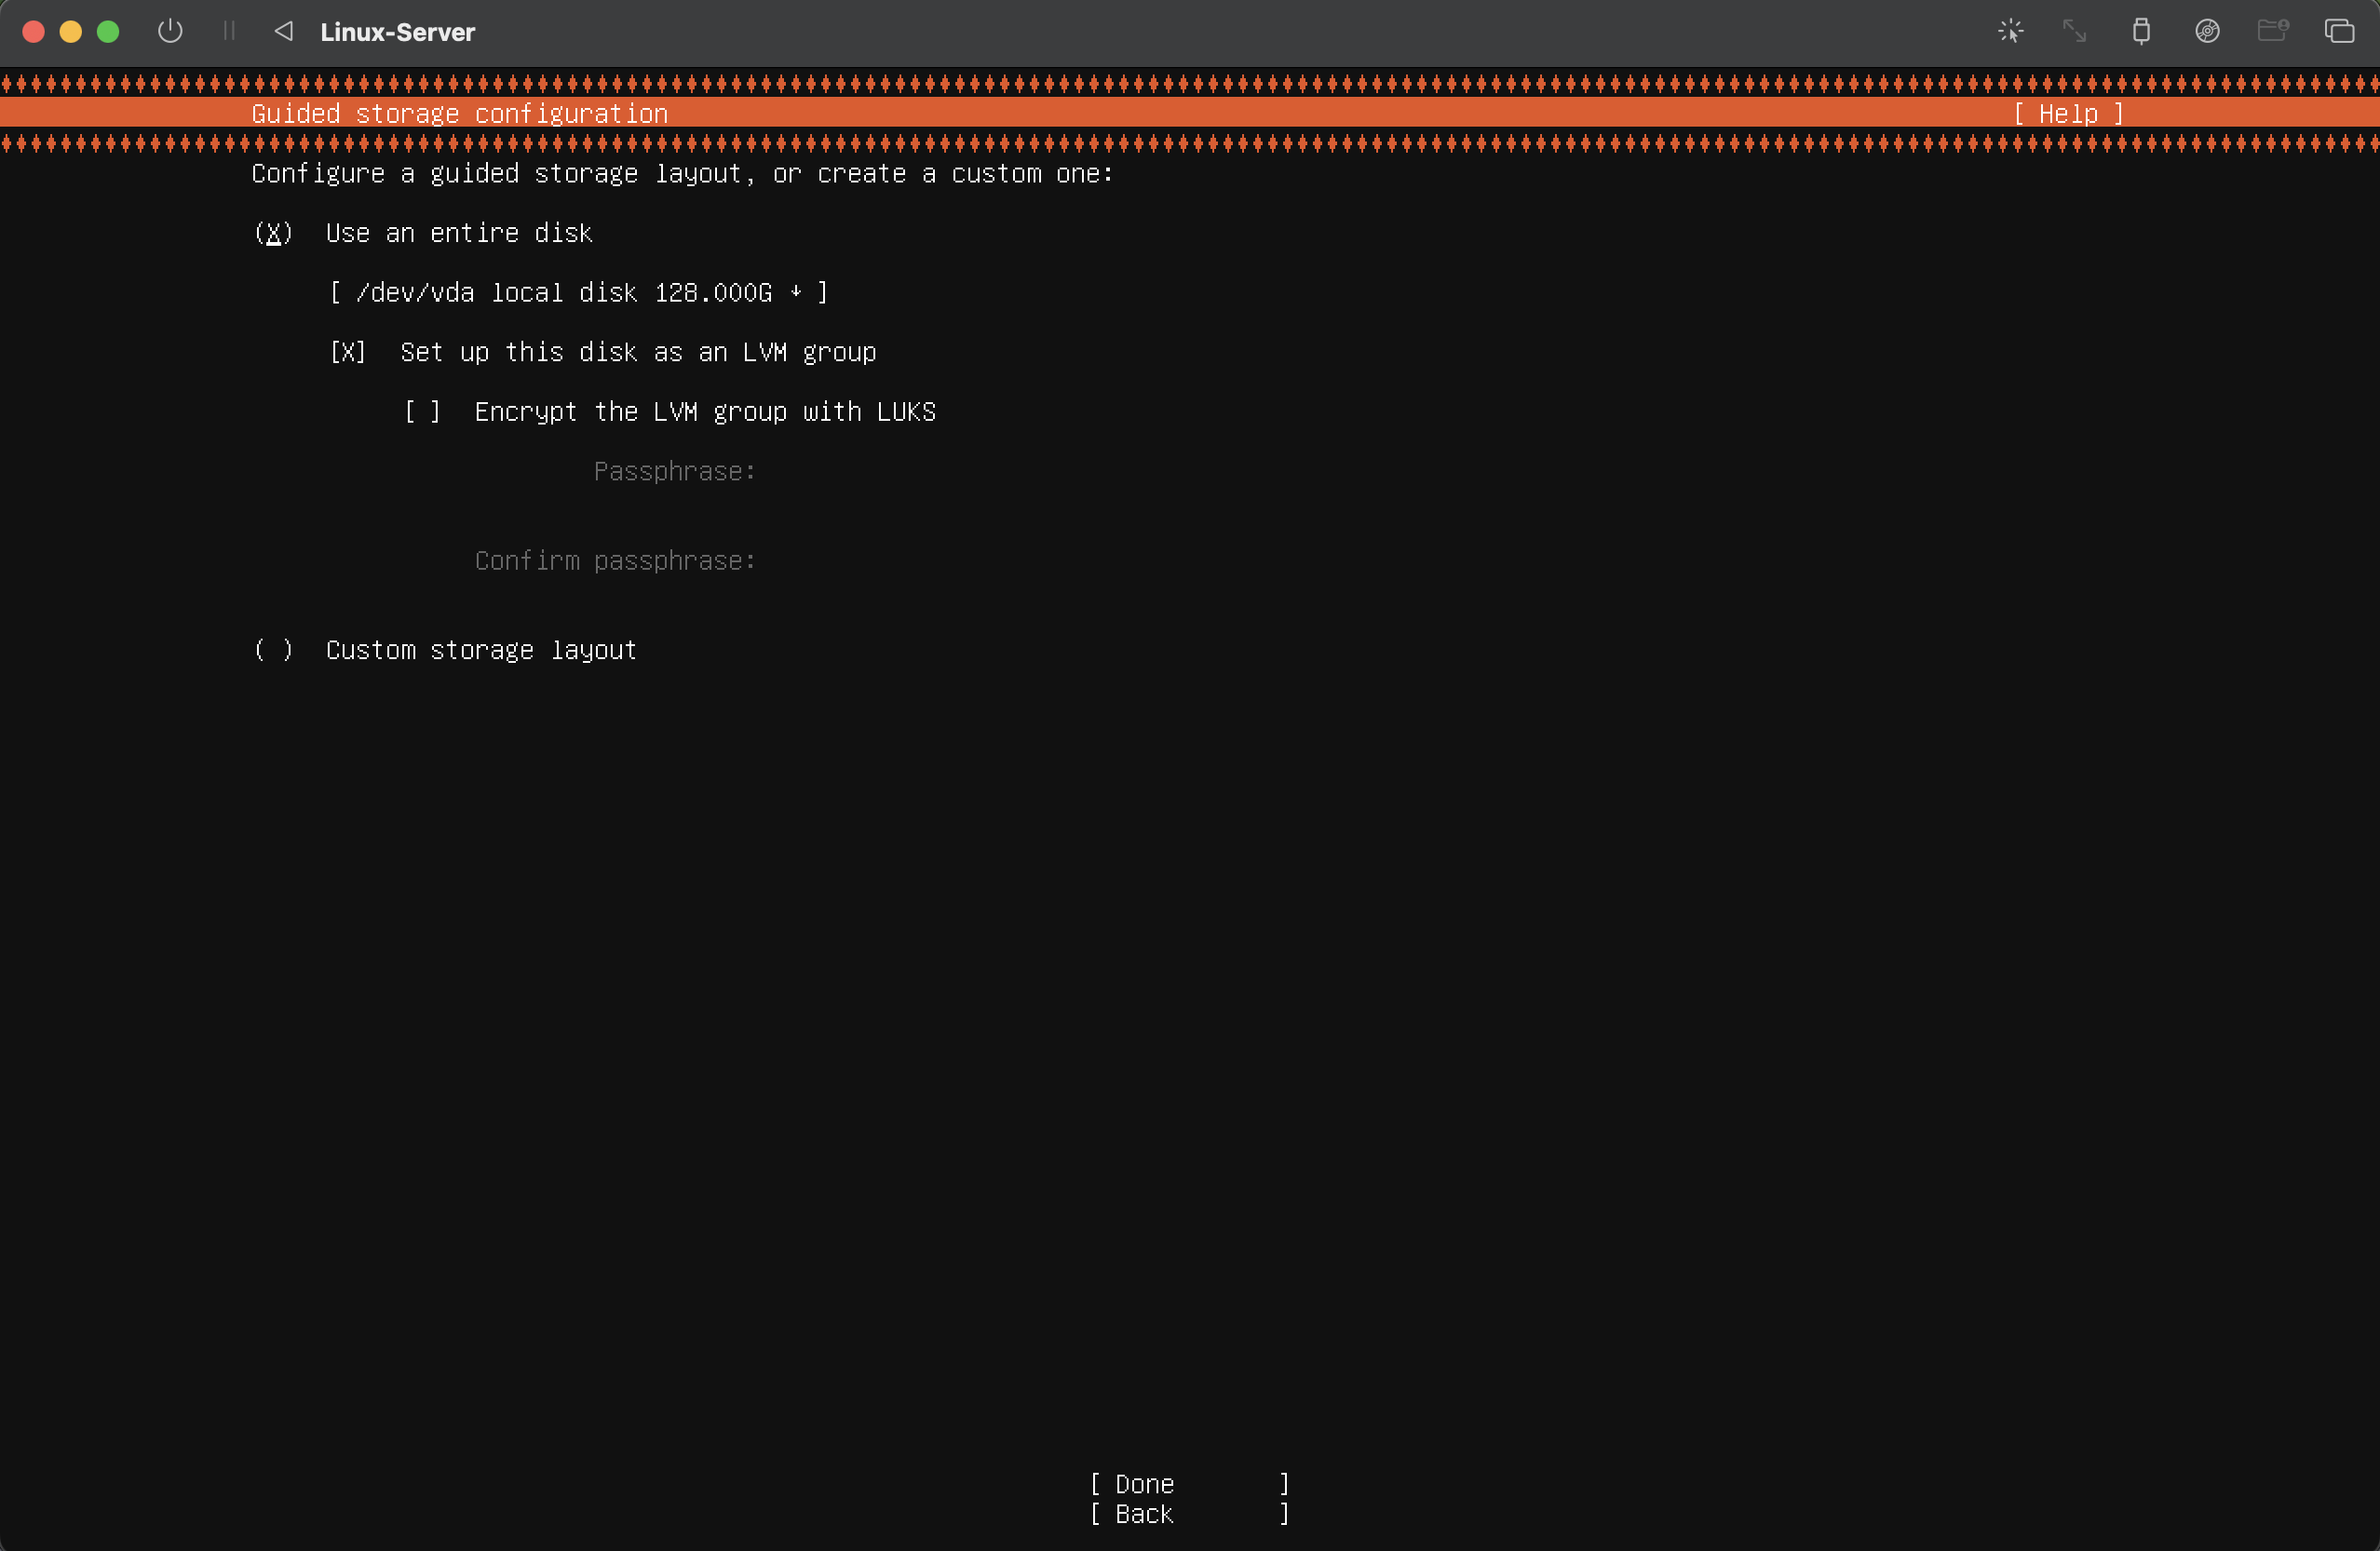 Linux-Server
Guided storage configuration [ Help ]
Configure a guided storage layout, or create a custom one:
(X) Use an entire disk
[ /dev/vda local disk 128.000G ↓ ]
[X] Set up this disk as an LVM group
[ ] Encrypt the LVM group with LUKS
Passphrase:
Confirm passphrase:
( ) Custom storage layout
[ Done ]
[ Back ]